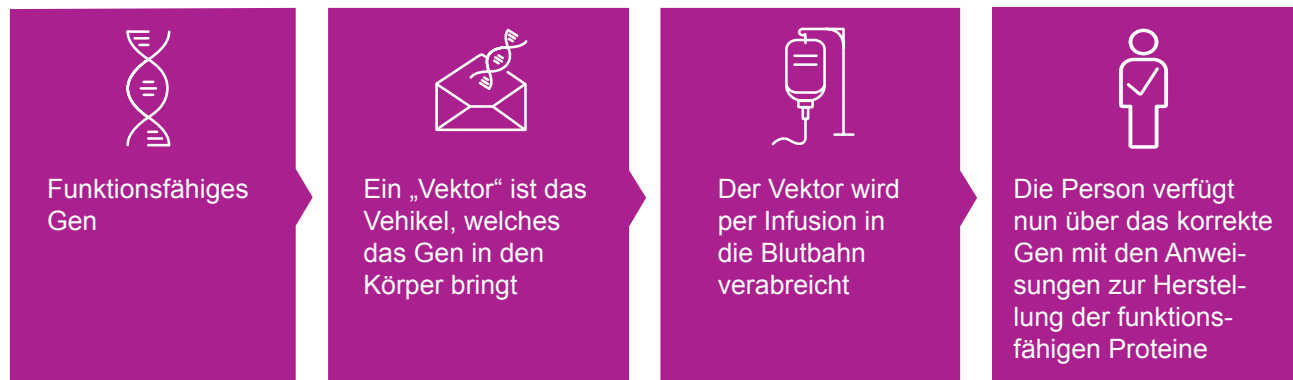 Funktionsfähiges
Gen
Ein „Vektor“ ist das
Vehikel, welches
das Gen in den
Körper bringt
Der Vektor wird
per Infusion in
die Blutbahn
verabreicht
Die Person verfügt
nun über das korrekte
Gen mit den Anwei-
sungen zur Herstel-
lung der funktions-
fähigen Proteine